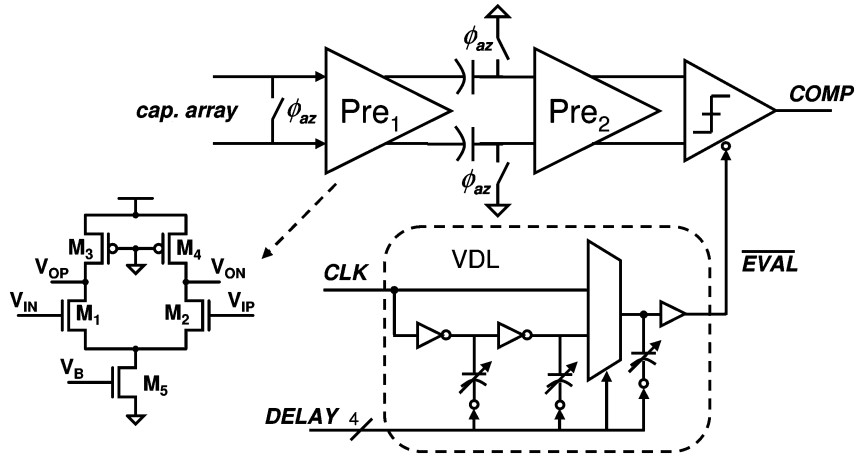 ϕaz
cap. array
ϕaz
Pre1
Pre2
COMP
ϕaz
M3
M4
VOP
VON
VIN
M1
M2
VIP
VB
M5
VDL
CLK
EVAL
DELAY 4